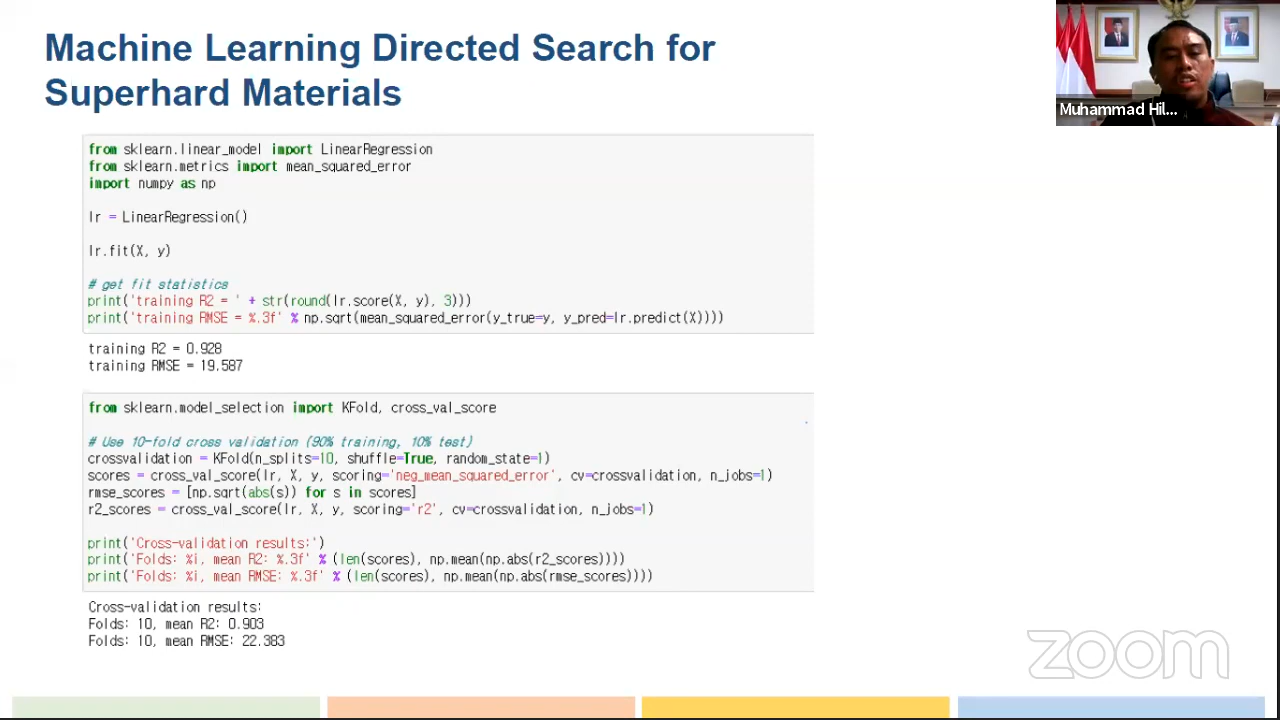 Machine Learning Directed Search for
Superhard Materials
Muhammad Hil...
from sklearn.linear_model import LinearRegression
from sklearn.metrics import mean_squared_error
import numpy as np
lr = LinearRegression()
lr.fit(X, y)
# get fit statistics
print('training R2 = ' + str(round(lr.score(X, y), 3)))
print('training RMSE = %.3f' % np.sqrt(mean_squared_error(y_true=y, y_pred=lr.predict(X))))
training R2 = 0.928
training RMSE = 19.587
from sklearn.model_selection import KFold, cross_val_score
# Use 10-fold cross validation (90% training, 10% test)
crossvalidation = KFold(n_splits=10, shuffle=True, random_state=1)
scores = cross_val_score(lr, X, y, scoring='neg_mean_squared_error', cv=crossvalidation, n_jobs=1)
rmse_scores = [np.sqrt(abs(s)) for s in scores]
r2_scores = cross_val_score(lr, X, y, scoring='r2', cv=crossvalidation, n_jobs=1)
print('Cross-validation results:')
print('Folds: %i, mean R2: %.3f' % (len(scores), np.mean(np.abs(r2_scores))))
print('Folds: %i, mean RMSE: %.3f' % (len(scores), np.mean(np.abs(rmse_scores))))
Cross-validation results:
Folds: 10, mean R2: 0.903
Folds: 10, mean RMSE: 22.383
zoom